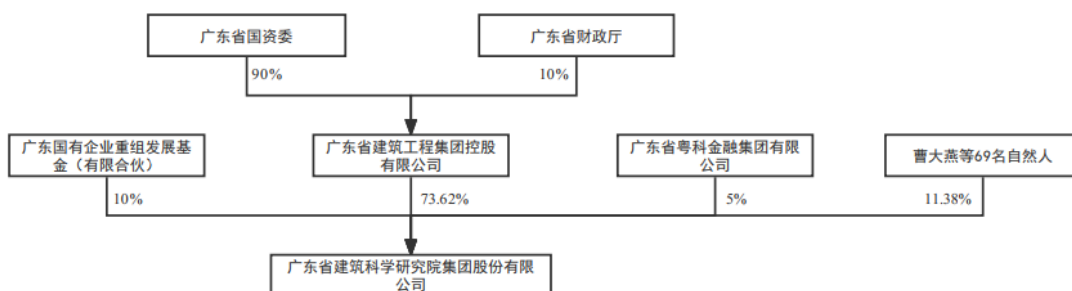 广东省国资委
广东省财政厅
90%
10%
广东国有企业重组发展基
金（有限合伙）
广东省建筑工程集团控股
有限公司
广东省粤科金融集团有限
公司
曹大燕等69名自然人
10%
73.62%
5%
11.38%
广东省建筑科学研究院集团股份有限
公司